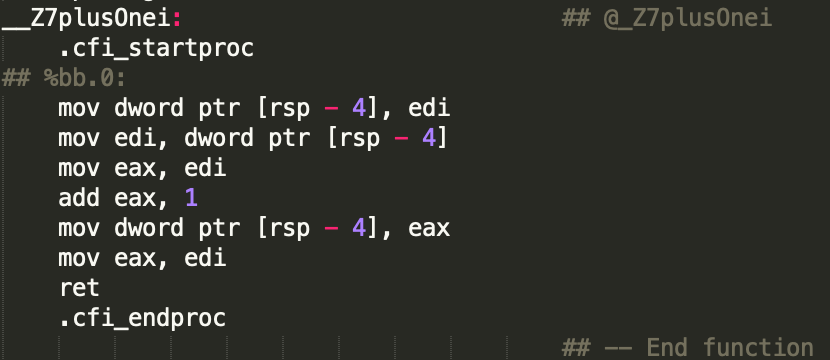 __Z7plusOnei:                           ## @_Z7plusOnei
    .cfi_startproc
## %bb.0:
    mov dword ptr [rsp - 4], edi
    mov edi, dword ptr [rsp - 4]
    mov eax, edi
    add eax, 1
    mov dword ptr [rsp - 4], eax
    mov eax, edi
    ret
    .cfi_endproc
                                        ## -- End function